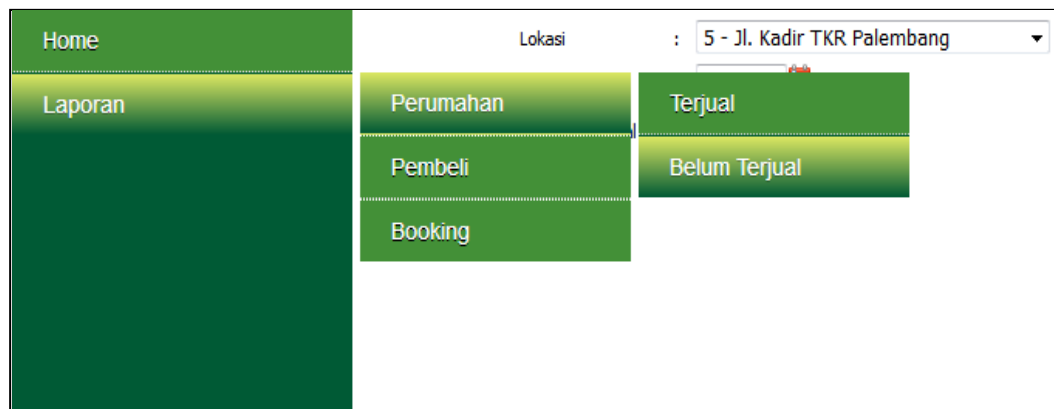 Home
Lokasi : 5 - Jl. Kadir TKR Palembang
Laporan
Perumahan
Terjual
Pembeli
Belum Terjual
Booking